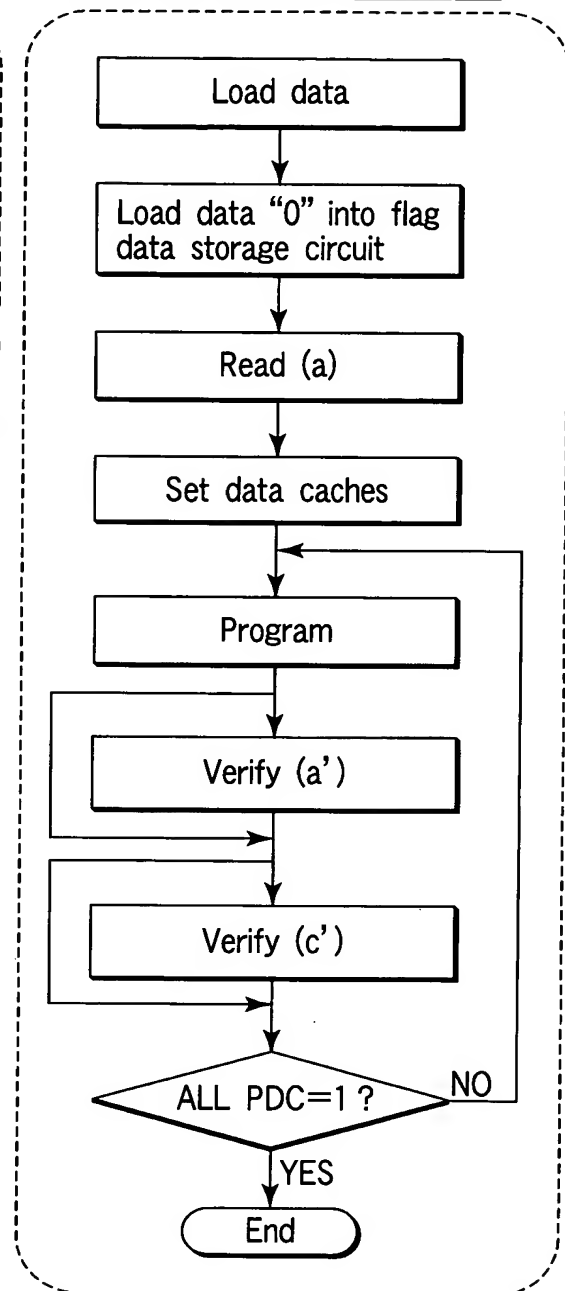 Load data
Load data “0” into flag
data storage circuit
Read (a)
Set data caches
Program
Verify (a’)
Verify (c’)
ALL PDC=1 ?
NO
YES
End